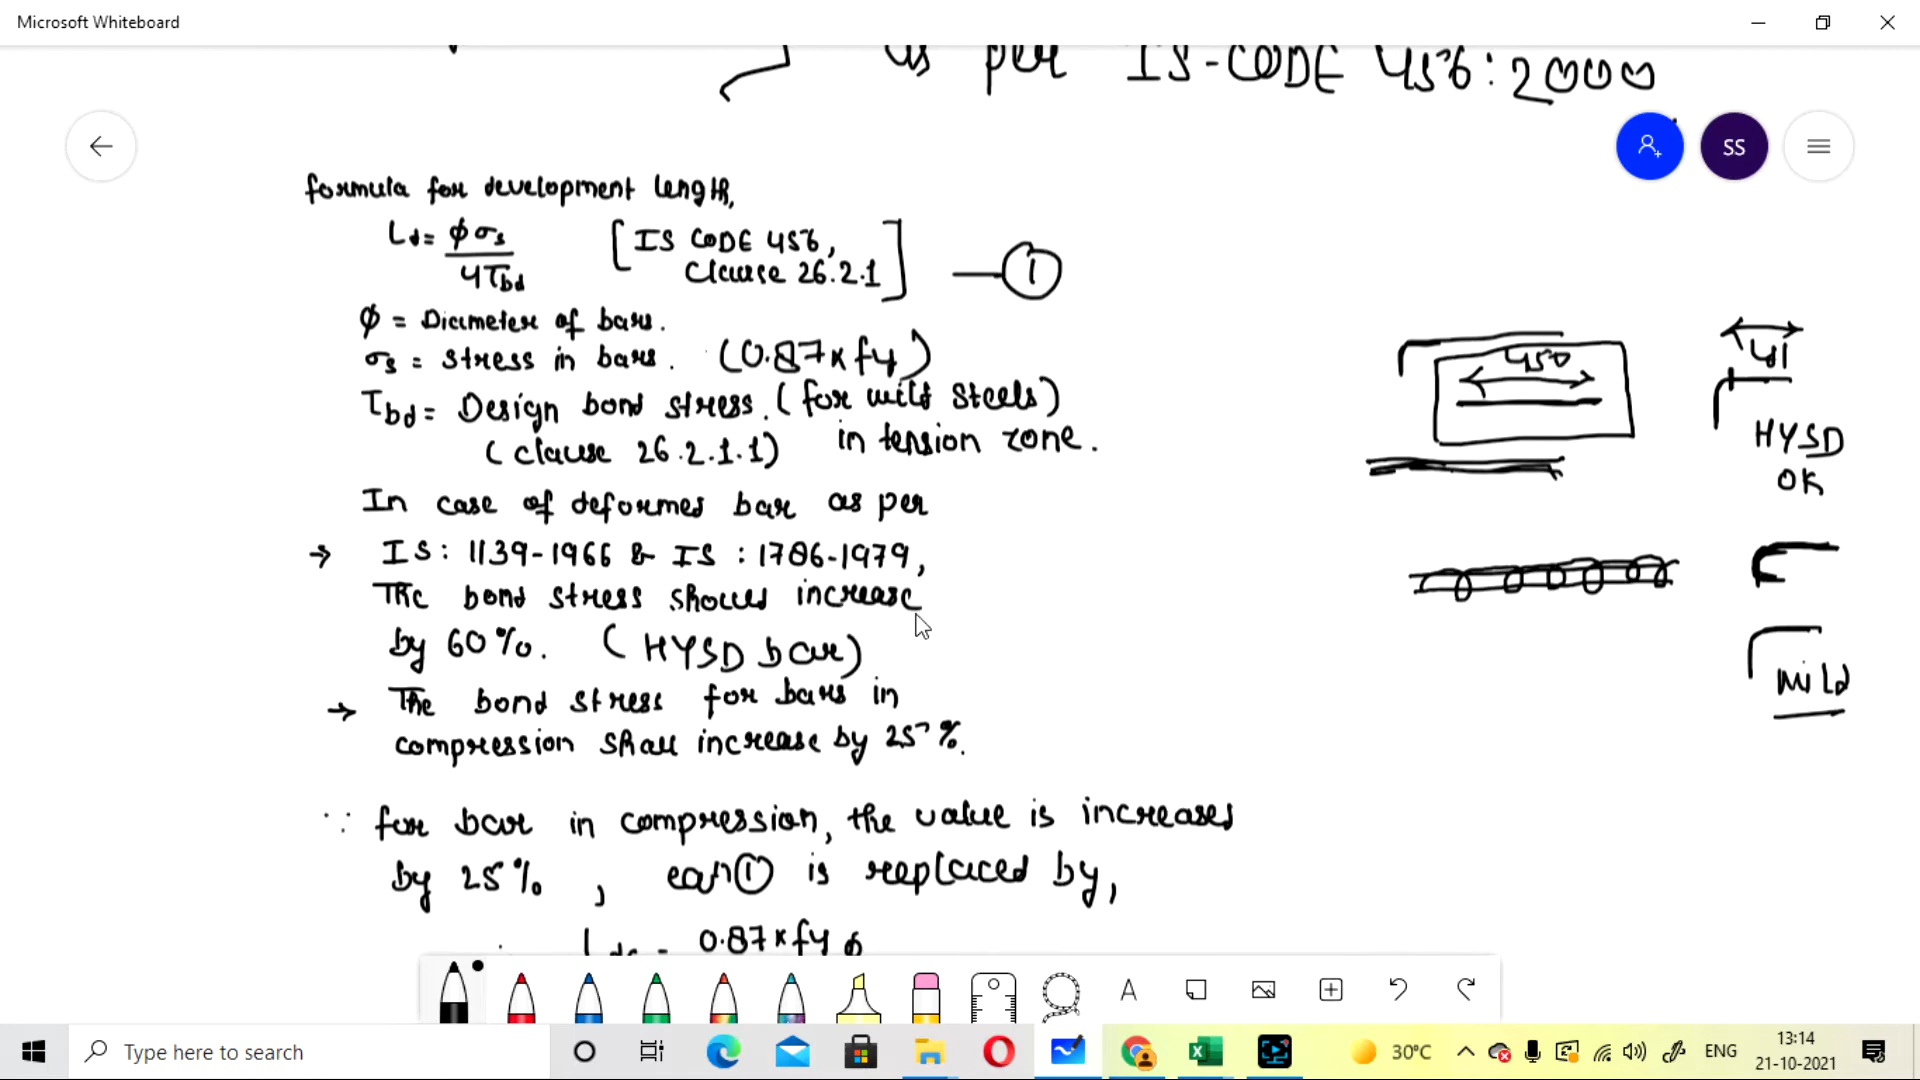 Microsoft Whiteboard
as per IS-CODE 456:2000
SS
formula for development length,
Ld = ϕσs / 4τbd [IS CODE 456, Clause 26.2.1] — ①
ϕ = Diameter of bars.
σs = stress in bars. (0.87×fy)
τbd = Design bond stress. (for mild steels)
(clause 26.2.1.1) in tension zone.
In case of deformed bar as per
→ IS: 1139-1966 & IS : 1786-1979,
The bond stress should increase
by 60%. (HYSD bar)
→ The bond stress for bars in
compression shall increase by 25%.
∵ for bar in compression, the value is increased
by 25%, eqn① is replaced by,
0.87×fy ϕ
450
4l
HYSD
OK
Mild
Type here to search
30°C
ENG
13:14
21-10-2021